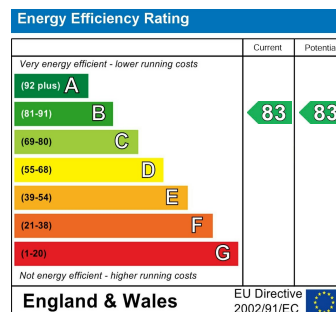 Energy Efficiency Rating
Current Potential
Very energy efficient - lower running costs
(92 plus) A
(81-91) B 83 83
(69-80) C
(55-68) D
(39-54) E
(21-38) F
(1-20) G
Not energy efficient - higher running costs
England & Wales
EU Directive
2002/91/EC